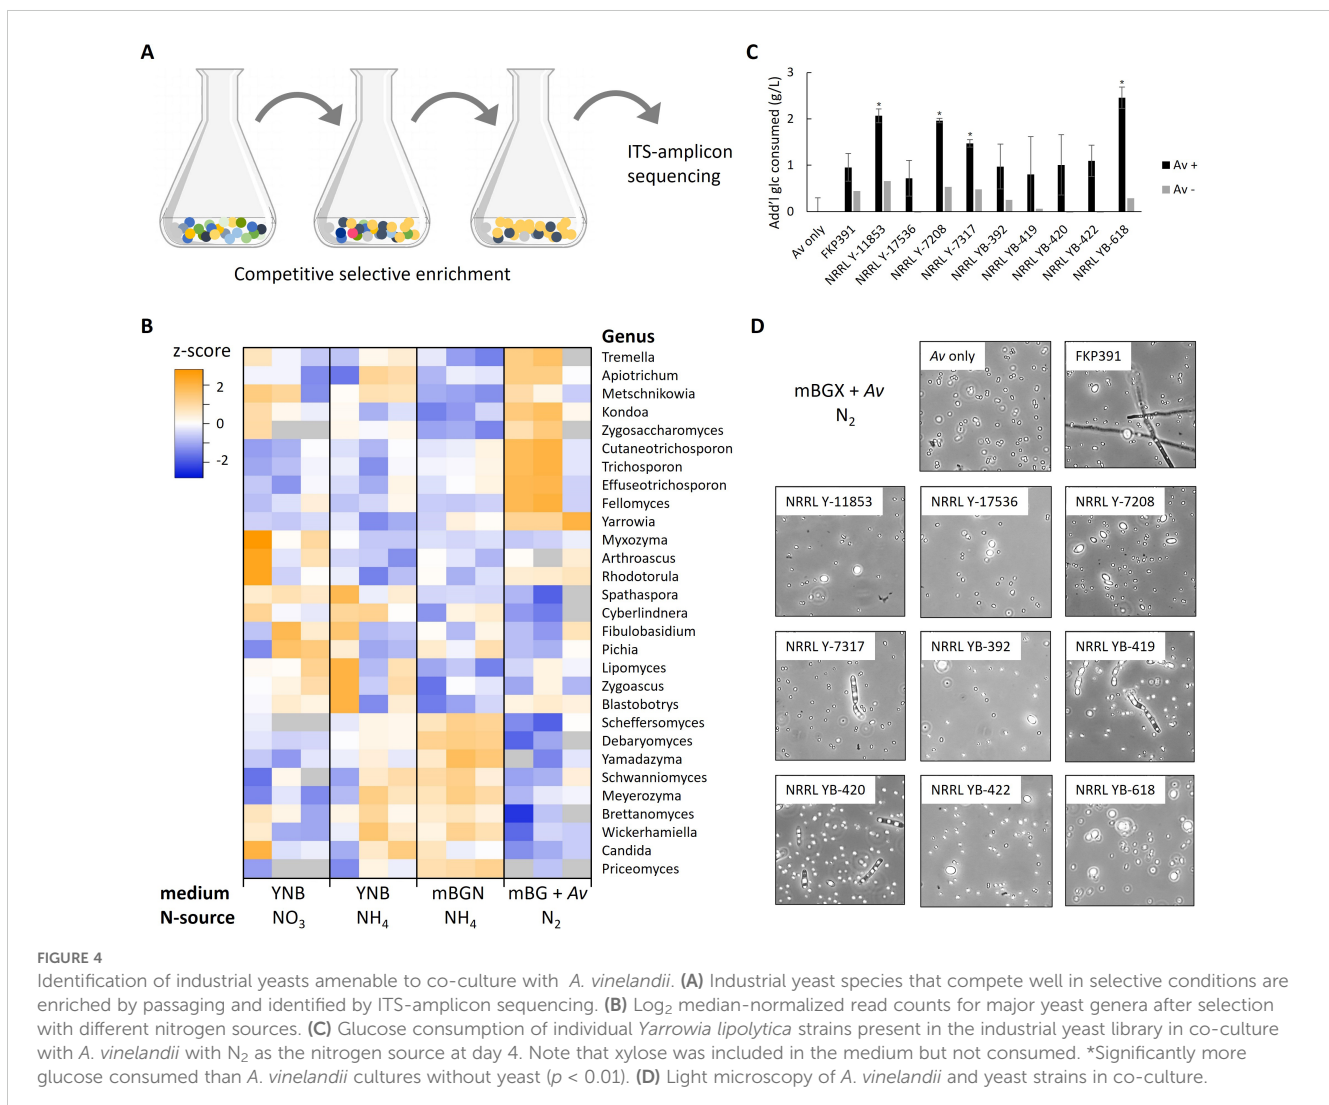 A
ITS-amplicon
sequencing
Competitive selective enrichment
C
Add'l glc consumed (g/L)
3
2
1
0
*
*
*
*
Av +
Av -
Av only
FKP391
NRRL Y-11853
NRRL Y-17536
NRRL Y-7208
NRRL Y-7317
NRRL YB-392
NRRL YB-419
NRRL YB-420
NRRL YB-422
NRRL YB-618
B
z-score
2
0
-2
Genus
Tremella
Apiotrichum
Metschnikowia
Kondoa
Zygosaccharomyces
Cutaneotrichosporon
Trichosporon
Effuseotrichosporon
Fellomyces
Yarrowia
Myxozyma
Arthroascus
Rhodotorula
Spathaspora
Cyberlindnera
Fibulobasidium
Pichia
Lipomyces
Zygoascus
Blastobotrys
Scheffersomyces
Debaryomyces
Yamadazyma
Schwanniomyces
Meyerozyma
Brettanomyces
Wickerhamiella
Candida
Priceomyces
medium YNB YNB mBGN mBG + Av
N-source NO3 NH4 NH4 N2
D
mBGX + Av
N2
Av only
FKP391
NRRL Y-11853
NRRL Y-17536
NRRL Y-7208
NRRL Y-7317
NRRL YB-392
NRRL YB-419
NRRL YB-420
NRRL YB-422
NRRL YB-618
FIGURE 4
Identification of industrial yeasts amenable to co-culture with A. vinelandii. (A) Industrial yeast species that compete well in selective conditions are
enriched by passaging and identified by ITS-amplicon sequencing. (B) Log2 median-normalized read counts for major yeast genera after selection
with different nitrogen sources. (C) Glucose consumption of individual Yarrowia lipolytica strains present in the industrial yeast library in co-culture
with A. vinelandii with N2 as the nitrogen source at day 4. Note that xylose was included in the medium but not consumed. *Significantly more
glucose consumed than A. vinelandii cultures without yeast (p < 0.01). (D) Light microscopy of A. vinelandii and yeast strains in co-culture.